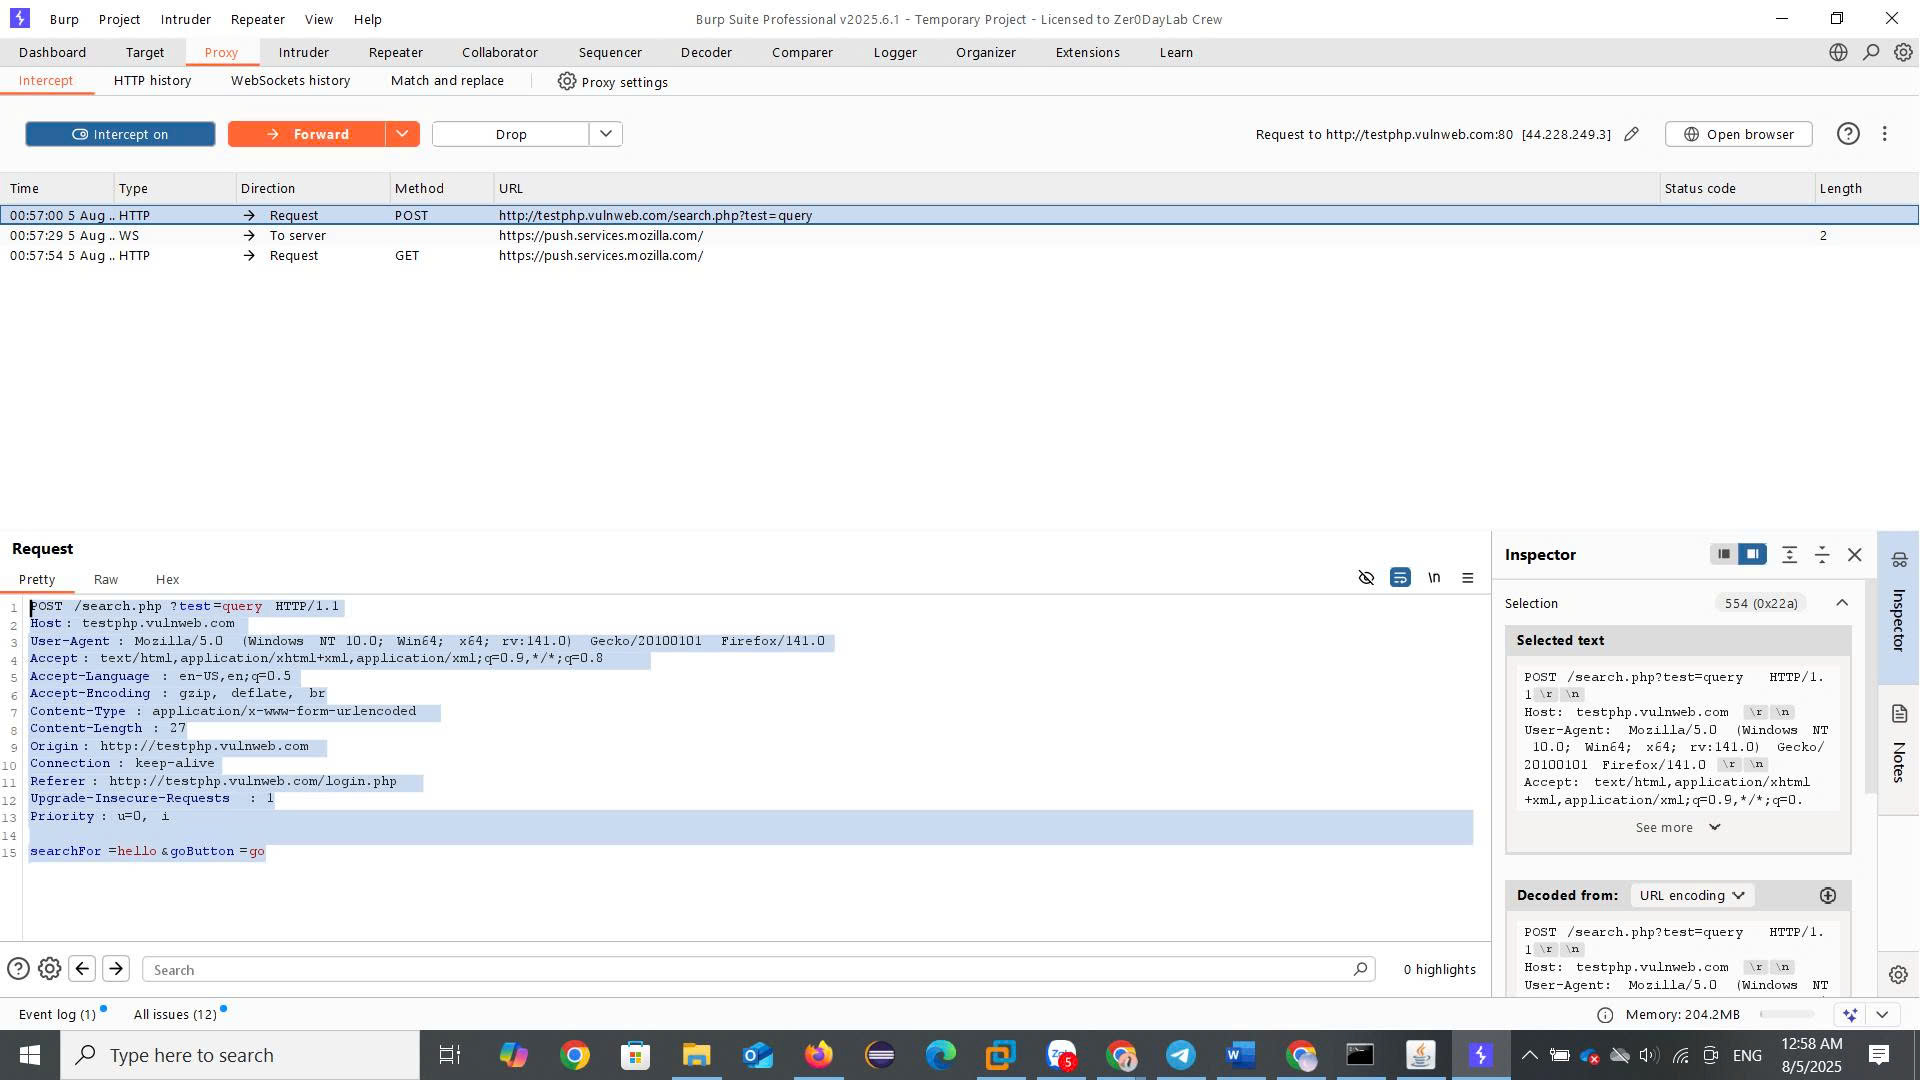 Burp Project Intruder Repeater View Help Burp Suite Professional v2025.6.1 - Temporary Project - Licensed to Zer0DayLab Crew
Dashboard Target Proxy Intruder Repeater Collaborator Sequencer Decoder Comparer Logger Organizer Extensions Learn
Intercept HTTP history WebSockets history Match and replace Proxy settings
Intercept on Forward Drop Request to http://testphp.vulnweb.com:80 [44.228.249.3] Open browser
Time Type Direction Method URL Status code Length
00:57:00 5 Aug .. HTTP → Request POST http://testphp.vulnweb.com/search.php?test=query
00:57:29 5 Aug .. WS → To server https://push.services.mozilla.com/ 2
00:57:54 5 Aug .. HTTP → Request GET https://push.services.mozilla.com/
Request
Pretty Raw Hex \n
1 POST /search.php ?test=query HTTP/1.1
2 Host: testphp.vulnweb.com
3 User-Agent : Mozilla/5.0 (Windows NT 10.0; Win64; x64; rv:141.0) Gecko/20100101 Firefox/141.0
4 Accept : text/html,application/xhtml+xml,application/xml;q=0.9,*/*;q=0.8
5 Accept-Language : en-US,en;q=0.5
6 Accept-Encoding : gzip, deflate, br
7 Content-Type : application/x-www-form-urlencoded
8 Content-Length : 27
9 Origin : http://testphp.vulnweb.com
10 Connection : keep-alive
11 Referer : http://testphp.vulnweb.com/login.php
12 Upgrade-Insecure-Requests : 1
13 Priority : u=0, i
14
15 searchFor =hello &goButton =go
Inspector
Selection 554 (0x22a)
Selected text
POST /search.php?test=query HTTP/1.
1 \r \n
Host: testphp.vulnweb.com \r \n
User-Agent: Mozilla/5.0 (Windows NT
10.0; Win64; x64; rv:141.0) Gecko/
20100101 Firefox/141.0 \r \n
Accept: text/html,application/xhtml
+xml,application/xml;q=0.9,*/*;q=0.
See more
Decoded from: URL encoding
POST /search.php?test=query HTTP/1.
1 \r \n
Host: testphp.vulnweb.com \r \n
User-Agent: Mozilla/5.0 (Windows NT
Inspector
Notes
Search 0 highlights
Event log (1) All issues (12) Memory: 204.2MB
Type here to search 5 ENG 12:58 AM
8/5/2025